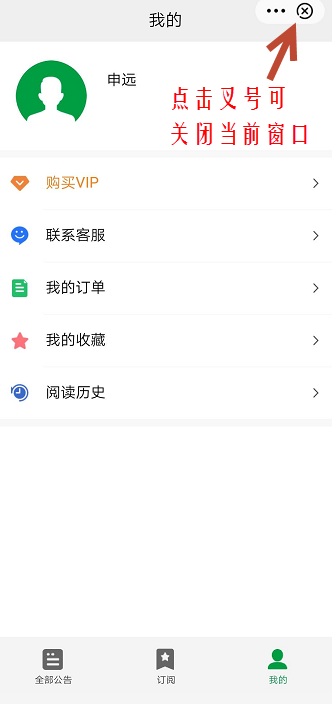 我的
申远
点击叉号可
关闭当前窗口
购买VIP
联系客服
我的订单
我的收藏
阅读历史
全部公告
订阅
我的